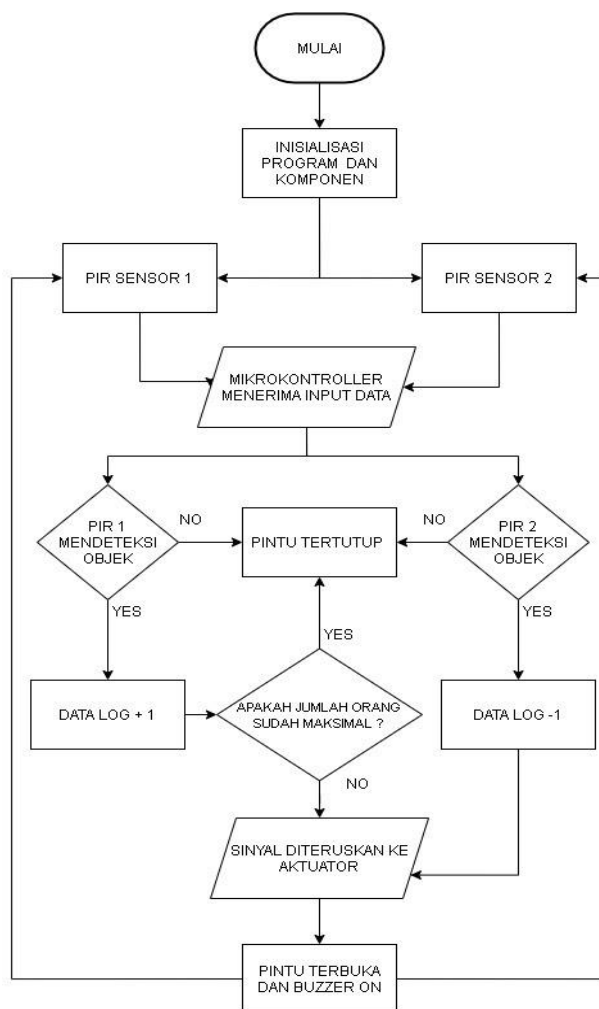 MULAI
INISIALISASI
PROGRAM DAN
KOMPONEN
PIR SENSOR 1
PIR SENSOR 2
MIKROKONTROLLER
MENERIMA INPUT DATA
PIR 1
MENDETEKSI
OBJEK
NO
PINTU TERTUTUP
NO
PIR 2
MENDETEKSI
OBJEK
YES
YES
YES
DATA LOG + 1
APAKAH JUMLAH ORANG
SUDAH MAKSIMAL ?
DATA LOG -1
NO
SINYAL DITERUSKAN KE
AKTUATOR
PINTU TERBUKA
DAN BUZZER ON